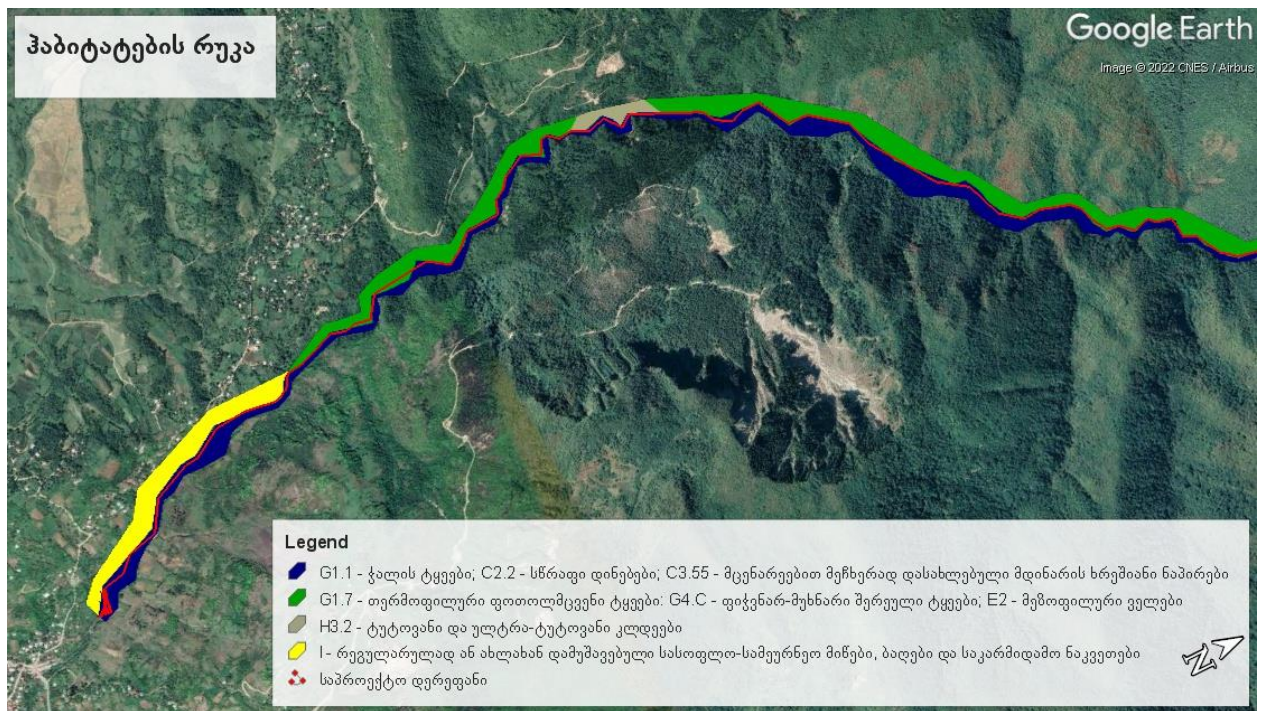 ჰაბიტატების რუკა
Google Earth
Image © 2022 CNES / Airbus
Legend
G1.1 - ჭალის ტყეები; C2.2 - სწრაფი დინებები; C3.55 - მცენარეებით მეჩხერად დასახლებული მდინარის ხრეშიანი ნაპირები
G1.7 - თერმოფილური ფოთოლმცვენი ტყეები: G4.C - ფიჭვნარ-მუხნარი შერეული ტყეები; E2 - მეზოფილური ველები
H3.2 - ტუტოვანი და ულტრა-ტუტოვანი კლდეები
I - რეგულარულად ან ახლახან დამუშავებული სასოფლო-სამეურნეო მიწები, ბაღები და საკარმიდამო ნაკვეთები
საპროექტო დერეფანი
N